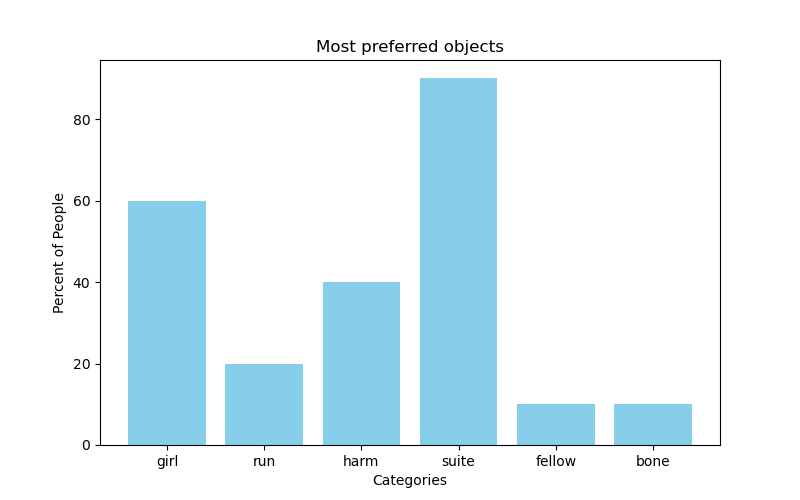 Most preferred objects
Percent of People
80
60
40
20
0
girl run harm suite fellow bone
Categories